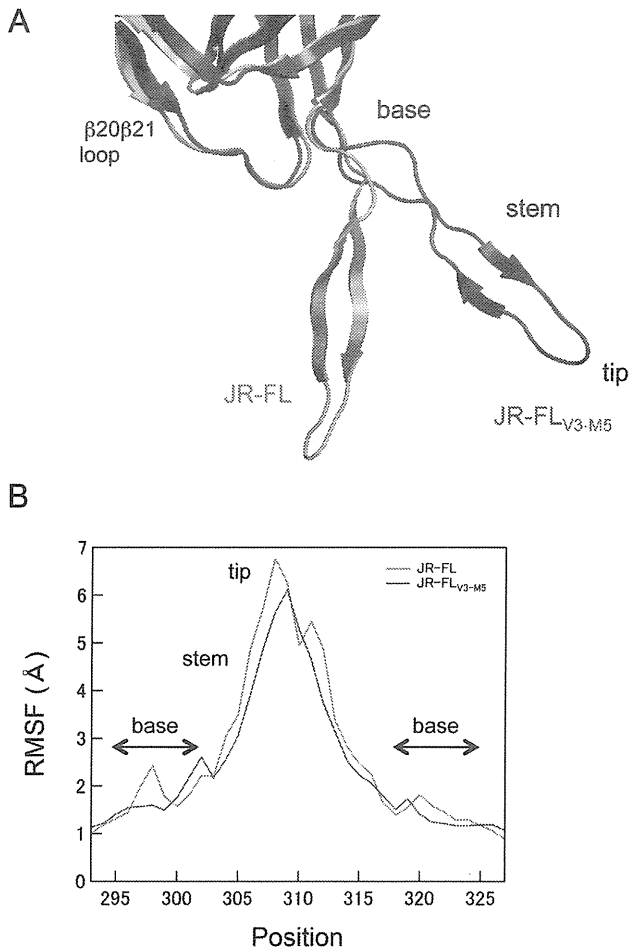 A
base
β20β21
loop
stem
tip
JR-FL
JR-FLV3-M5
B
7
6
5
4
3
2
1
0
RMSF (Å)
tip
stem
base
base
JR-FL
JR-FLV3-M5
295
300
305
310
315
320
325
Position